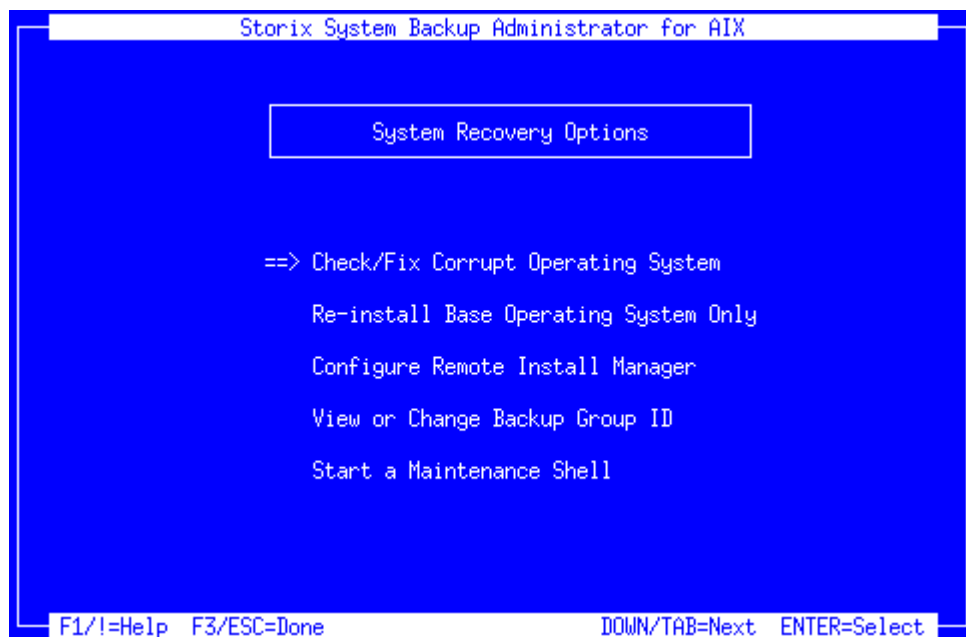 Storix System Backup Administrator for AIX
System Recovery Options
==> Check/Fix Corrupt Operating System
Re-install Base Operating System Only
Configure Remote Install Manager
View or Change Backup Group ID
Start a Maintenance Shell
F1/!=Help F3/ESC=Done DOWN/TAB=Next ENTER=Select